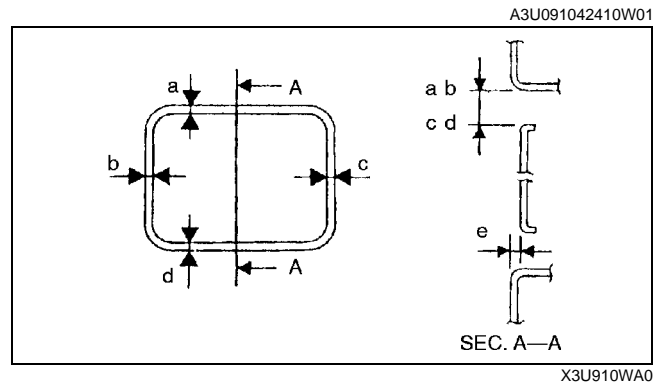 A3U091042410W01
a
A
a b
c d
b
c
d
A
e
SEC. A—A
X3U910WA0